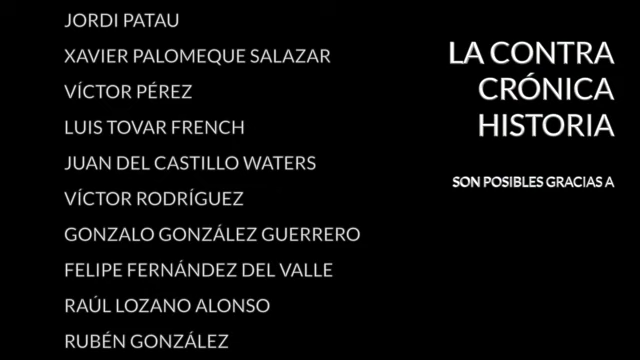 JORDI PATAU
XAVIER PALOMEQUE SALAZAR
VÍCTOR PÉREZ
LUIS TOVAR FRENCH
JUAN DEL CASTILLO WATERS
VÍCTOR RODRÍGUEZ
GONZALO GONZÁLEZ GUERRERO
FELIPE FERNÁNDEZ DEL VALLE
RAÚL LOZANO ALONSO
RUBÉN GONZÁLEZ
LA CONTRA
CRÓNICA
HISTORIA
SON POSIBLES GRACIAS A